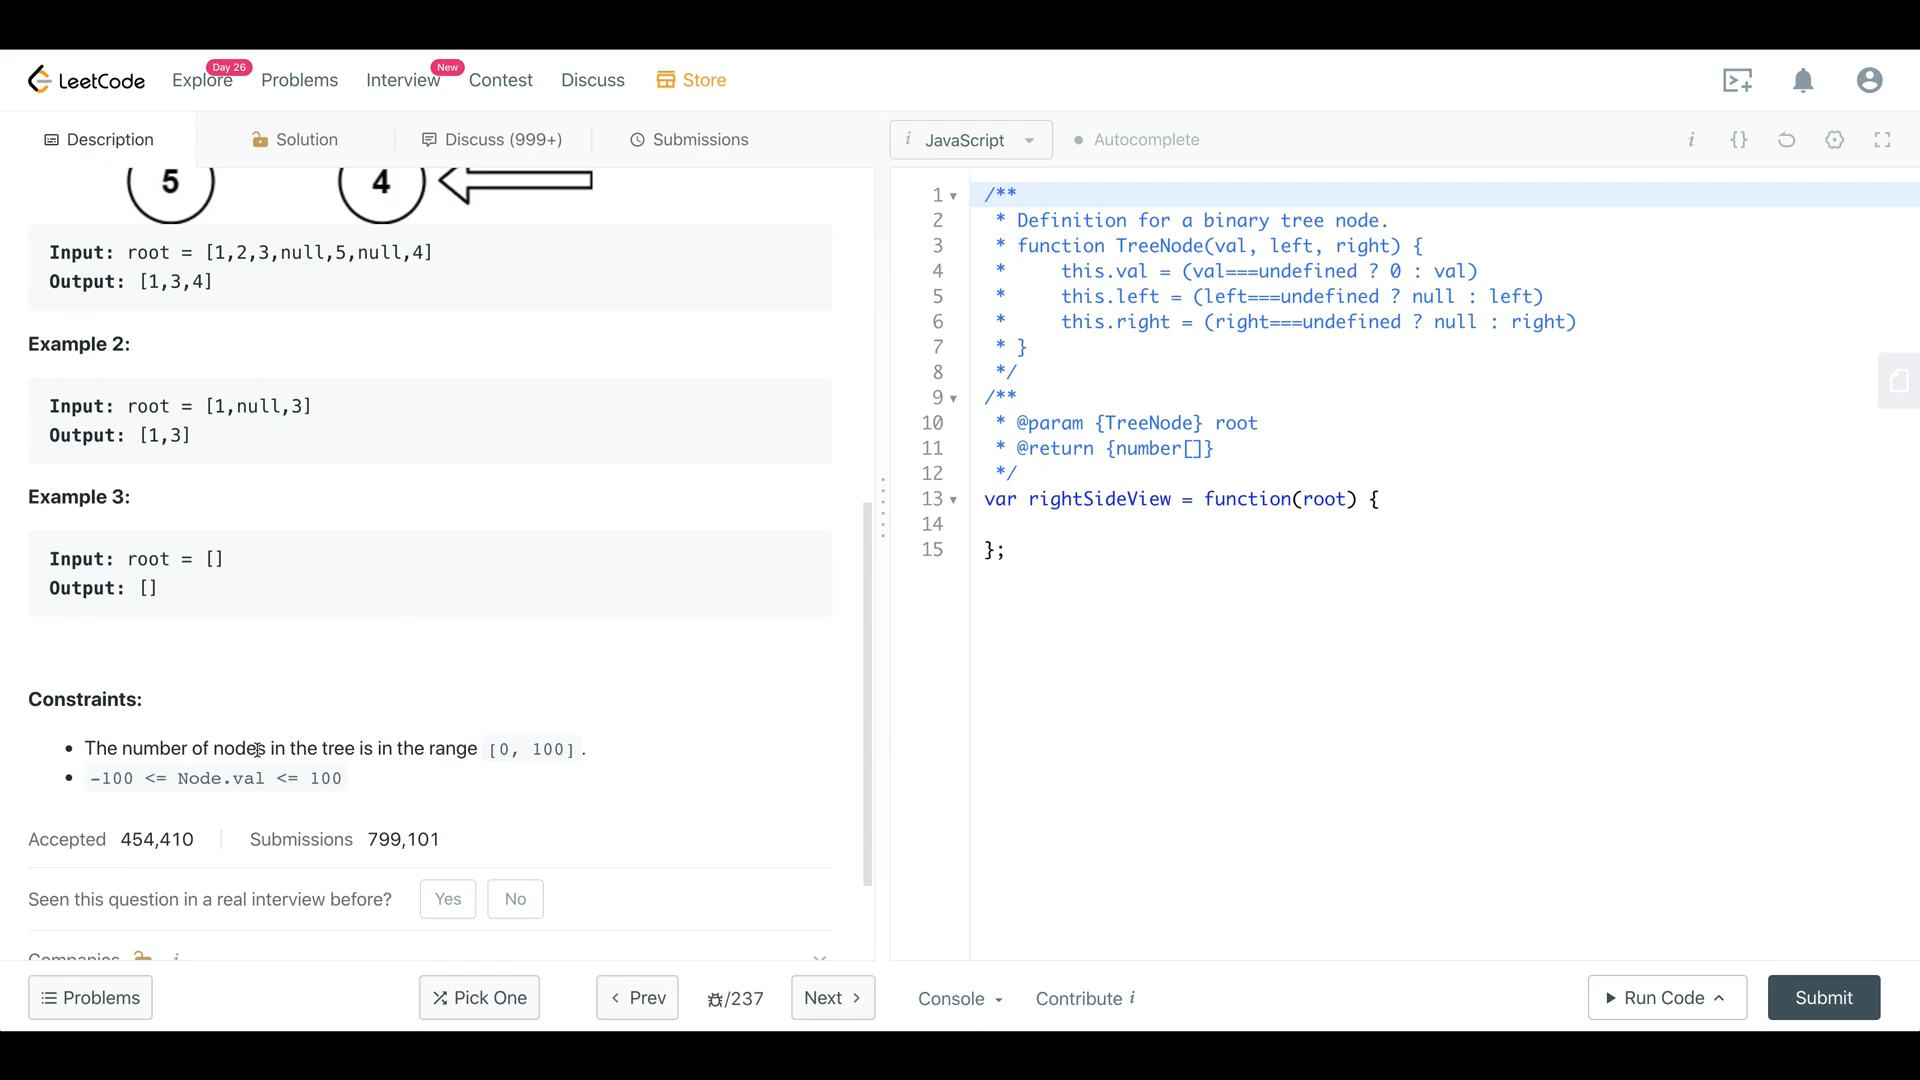 LeetCode
Explore
Day 26
Problems
Interview
New
Contest
Discuss
Store
Description
Solution
Discuss (999+)
Submissions
i JavaScript
Autocomplete
i {}
5
4
Input: root = [1,2,3,null,5,null,4]
Output: [1,3,4]
Example 2:
Input: root = [1,null,3]
Output: [1,3]
Example 3:
Input: root = []
Output: []
Constraints:
• The number of nodes in the tree is in the range [0, 100].
• -100 <= Node.val <= 100
Accepted 454,410
Submissions 799,101
Seen this question in a real interview before?
Yes
No
Companies i
1 /**
2  * Definition for a binary tree node.
3  * function TreeNode(val, left, right) {
4  *     this.val = (val===undefined ? 0 : val)
5  *     this.left = (left===undefined ? null : left)
6  *     this.right = (right===undefined ? null : right)
7  * }
8  */
9 /**
10  * @param {TreeNode} root
11  * @return {number[]}
12  */
13 var rightSideView = function(root) {
14
15 };
Problems
Pick One
Prev
/237
Next
Console
Contribute i
Run Code
Submit